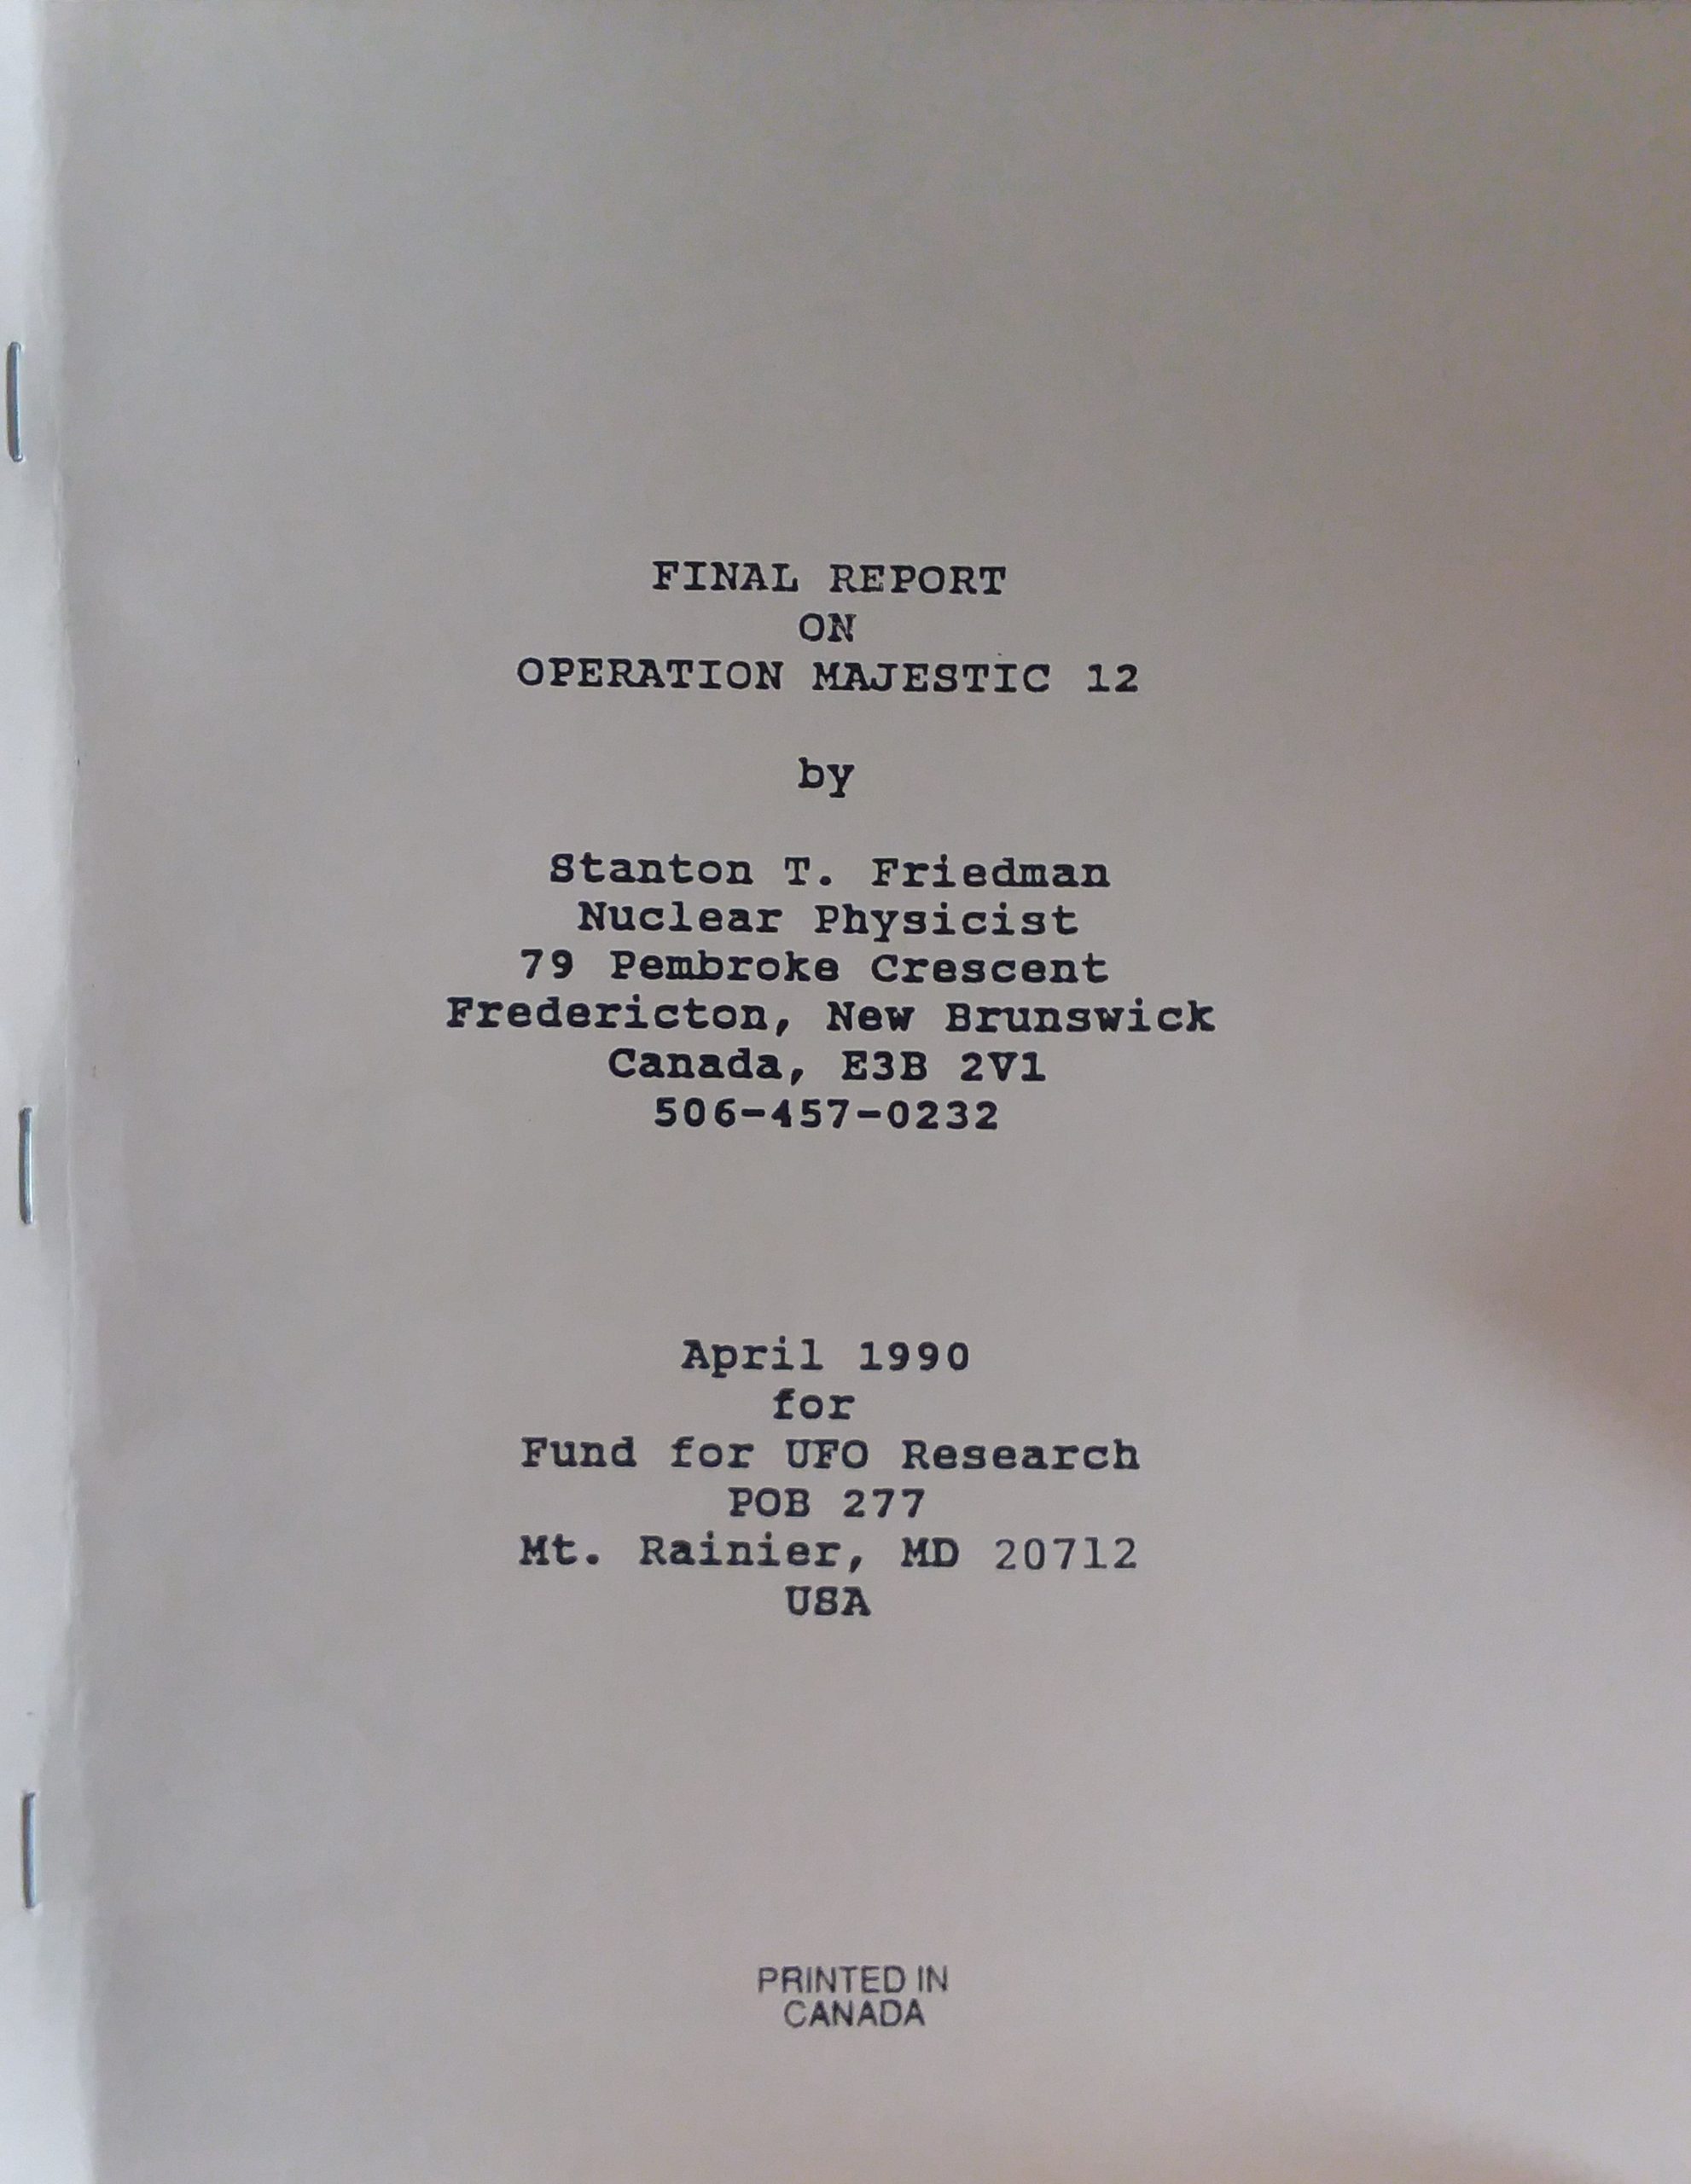 FINAL REPORT
ON
OPERATION MAJESTIC 12
by
Stanton T. Friedman
Nuclear Physicist
79 Pembroke Crescent
Fredericton, New Brunswick
Canada, E3B 2V1
506-457-0232
April 1990
for
Fund for UFO Research
POB 277
Mt. Rainier, MD 20712
USA
PRINTED IN
CANADA